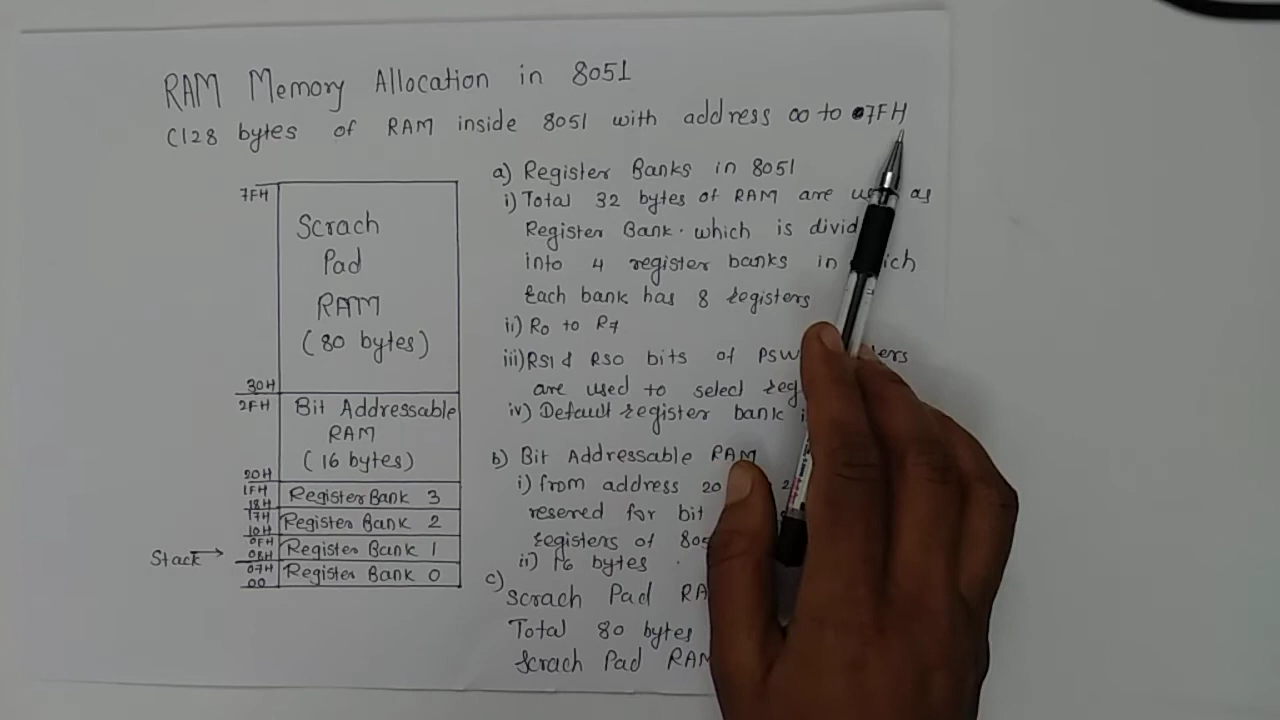 RAM Memory Allocation in 8051
(128 bytes of RAM inside 8051 with address 00 to 07FH
7FH
Scrach
Pad
RAM
(80 bytes)
30H
2FH
Bit Addressable
RAM
(16 bytes)
20H
1FH
Register Bank 3
18H
17H
Register Bank 2
10H
0FH
Register Bank 1
Stack
08H
07H
Register Bank 0
00
a) Register Banks in 8051
i) Total 32 bytes of RAM are as
Register Bank. which is
into 4 register banks in
Each bank has 8 registers
ii) R0 to R7
iii) RS1 & RS0 bits of PSW
are used to select
iv) Default register bank
b) Bit Addressable RAM
i) from address 20
reserved for bit
registers of
ii) 16 bytes
c)
Scrach Pad
Total 80 bytes
Scrach Pad RAM